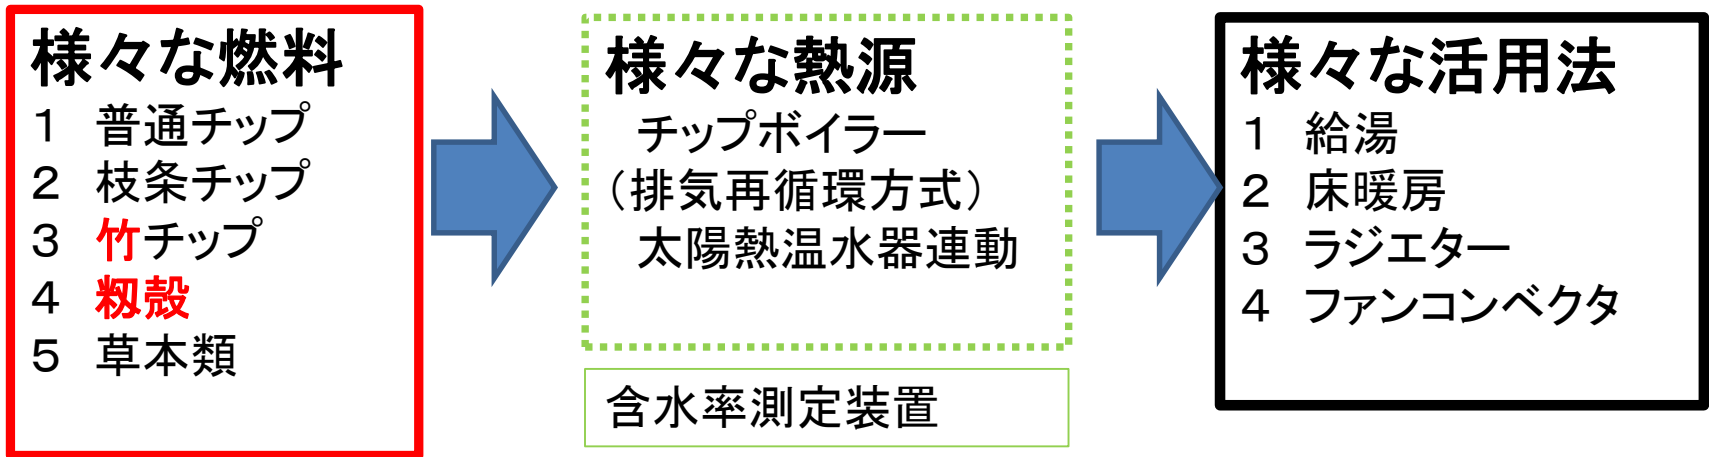 様々な燃料
１　普通チップ
２　枝条チップ
３　竹チップ
４　籾殻
５　草本類
様々な熱源
チップボイラー
（排気再循環方式）
太陽熱温水器連動
含水率測定装置
様々な活用法
１　給湯
２　床暖房
３　ラジエター
４　ファンコンベクタ